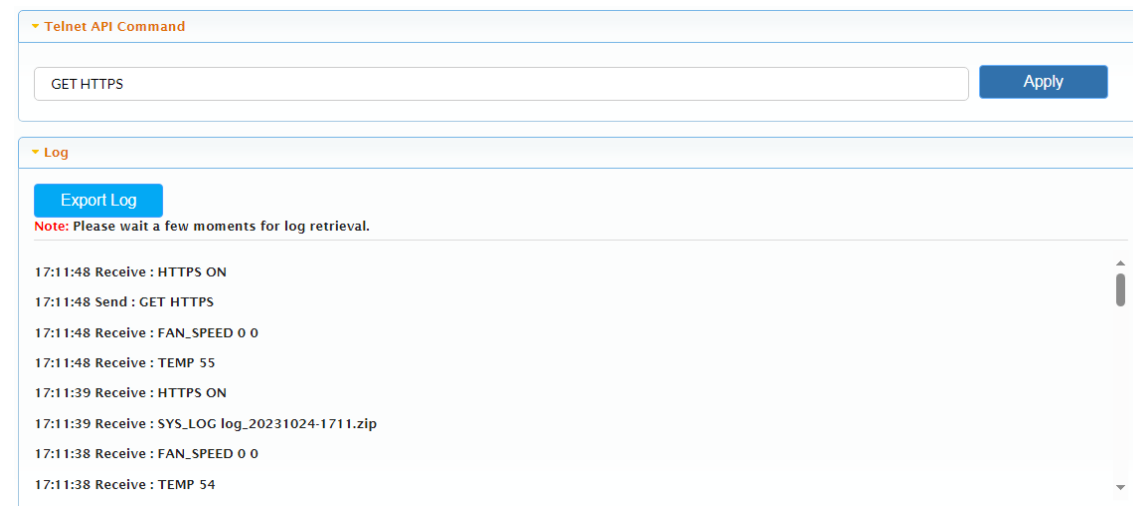 Telnet API Command
GET HTTPS
Apply
Log
Export Log
Note: Please wait a few moments for log retrieval.
17:11:48 Receive : HTTPS ON
17:11:48 Send : GET HTTPS
17:11:48 Receive : FAN_SPEED 0 0
17:11:48 Receive : TEMP 55
17:11:39 Receive : HTTPS ON
17:11:39 Receive : SYS_LOG log_20231024-1711.zip
17:11:38 Receive : FAN_SPEED 0 0
17:11:38 Receive : TEMP 54